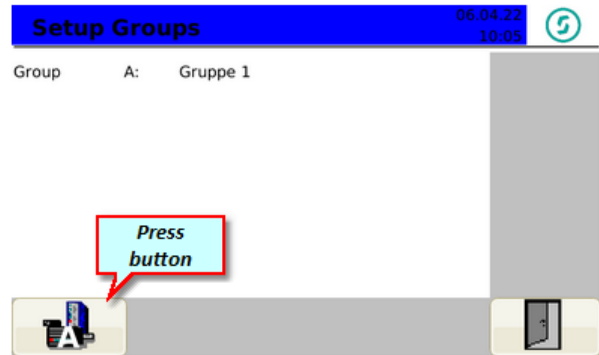 Setup Groups
06.04.22
10:05
Group A: Gruppe 1
Press
button
A